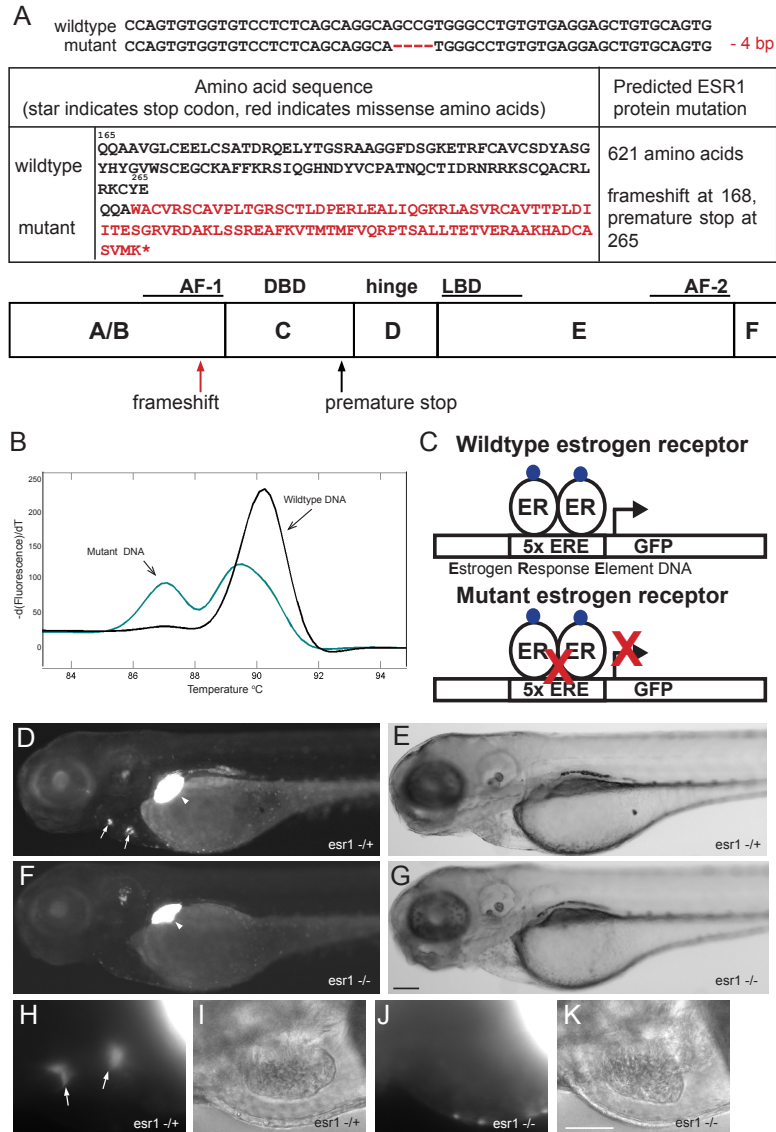 A
wildtype CCAGTGTGGTGTCCTCTCAGCAGGCAGCCGTGGGCCTGTGTGAGGAGCTGTGCAGTG
mutant CCAGTGTGGTGTCCTCTCAGCAGGCA----TGGGCCTGTGTGAGGAGCTGTGCAGTG - 4 bp
Amino acid sequence
(star indicates stop codon, red indicates missense amino acids)
Predicted ESR1
protein mutation
wildtype
165
QQAAVGLCEELCSATDRQELYTGSRAAGGFDSGKETRFCAVCSDYASG
YHYGVWSCEGCKAFFKRSIQGHNDYVCPATNQCTIDRNRRKSCQACRL
265
RKCYE
621 amino acids
mutant
QQAWACVRSCAVPLTGRSCTLDPERLEALIQGKRLASVRCAVTTPLDI
ITESGRVRDAKLSSREAFKVTMTMFVQRPTSALLTETVERAAKHADCA
SVMK*
frameshift at 168,
premature stop at
265
AF-1 DBD hinge LBD AF-2
A/B C D E F
frameshift premature stop
B
-d(Fluorescence)/dT
250
200
150
100
50
0
Wildtype DNA
Mutant DNA
84 86 88 90 92 94
Temperature °C
C
Wildtype estrogen receptor
ER ER
5x ERE GFP
Estrogen Response Element DNA
Mutant estrogen receptor
ER X ER X
5x ERE GFP
D esr1 -/+
E esr1 -/+
F esr1 -/-
G esr1 -/-
H esr1 -/+
I esr1 -/+
J esr1 -/-
K esr1 -/-